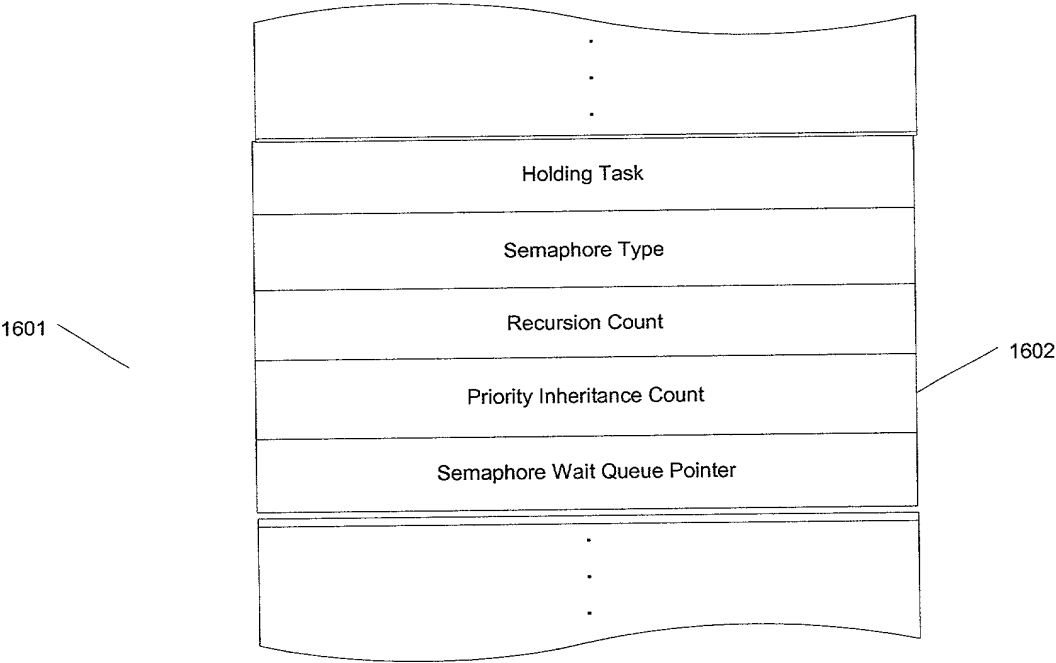 Holding Task
Semaphore Type
Recursion Count
1601
1602
Priority Inheritance Count
Semaphore Wait Queue Pointer